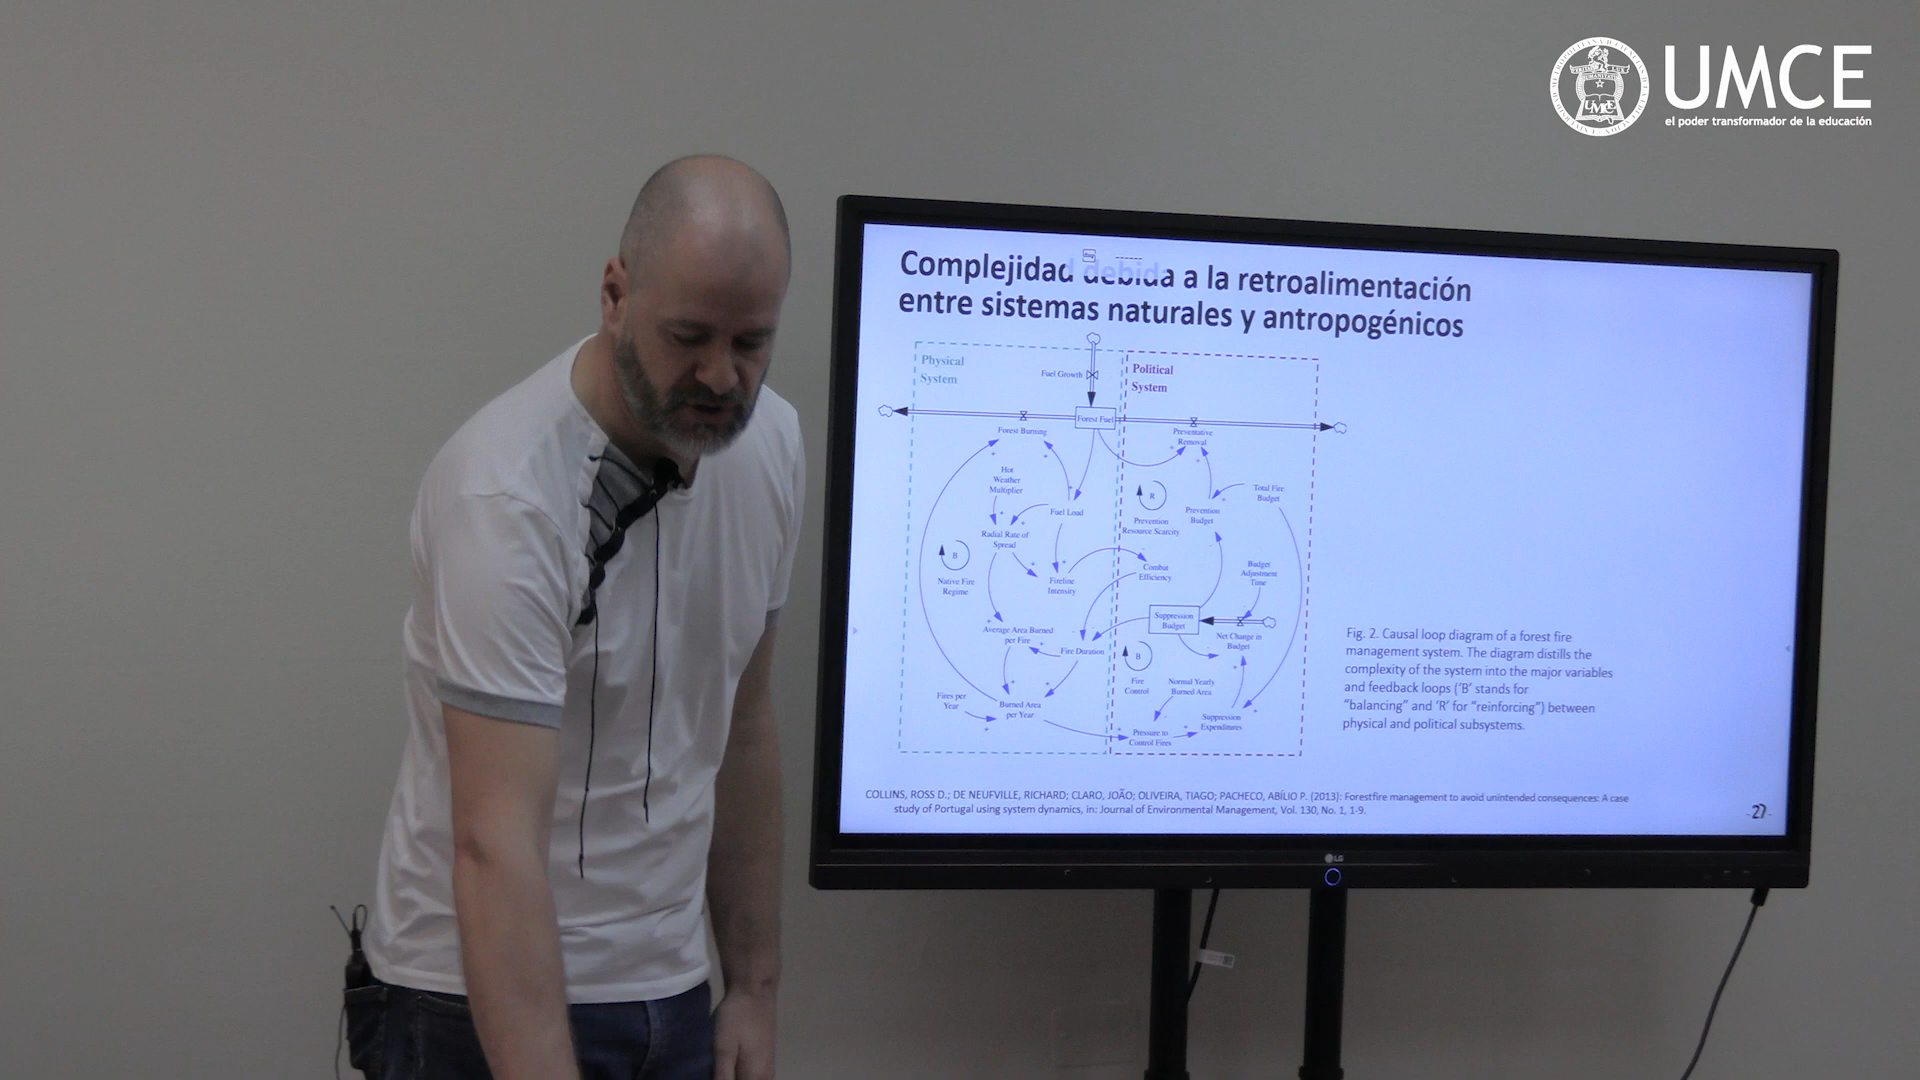 UMCE
el poder transformador de la educación
UMCE
Complejidad debida a la retroalimentación
entre sistemas naturales y antropogénicos
Physical
System
Political
System
Fuel Growth
Forest Fuel
Forest Burning
Preventative
Removal
Hot
Weather
Multiplier
Fuel Load
R
Prevention
Resource Scarcity
Prevention
Budget
Total Fire
Budget
Radial Rate of
Spread
B
Native Fire
Regime
Fireline
Intensity
Combat
Efficiency
Budget
Adjustment
Time
Suppression
Budget
Net Change in
Budget
Average Area Burned
per Fire
Fire Duration
B
Fire
Control
Normal Yearly
Burned Area
Fires per
Year
Burned Area
per Year
Pressure to
Control Fires
Suppression
Expenditures
Fig. 2. Causal loop diagram of a forest fire
management system. The diagram distills the
complexity of the system into the major variables
and feedback loops (‘B’ stands for
“balancing” and ‘R’ for “reinforcing”) between
physical and political subsystems.
COLLINS, ROSS D.; DE NEUFVILLE, RICHARD; CLARO, JOÃO; OLIVEIRA, TIAGO; PACHECO, ABÍLIO P. (2013): Forest fire management to avoid unintended consequences: A case
study of Portugal using system dynamics, in: Journal of Environmental Management, Vol. 130, No. 1, 1-9.
-27-
LG